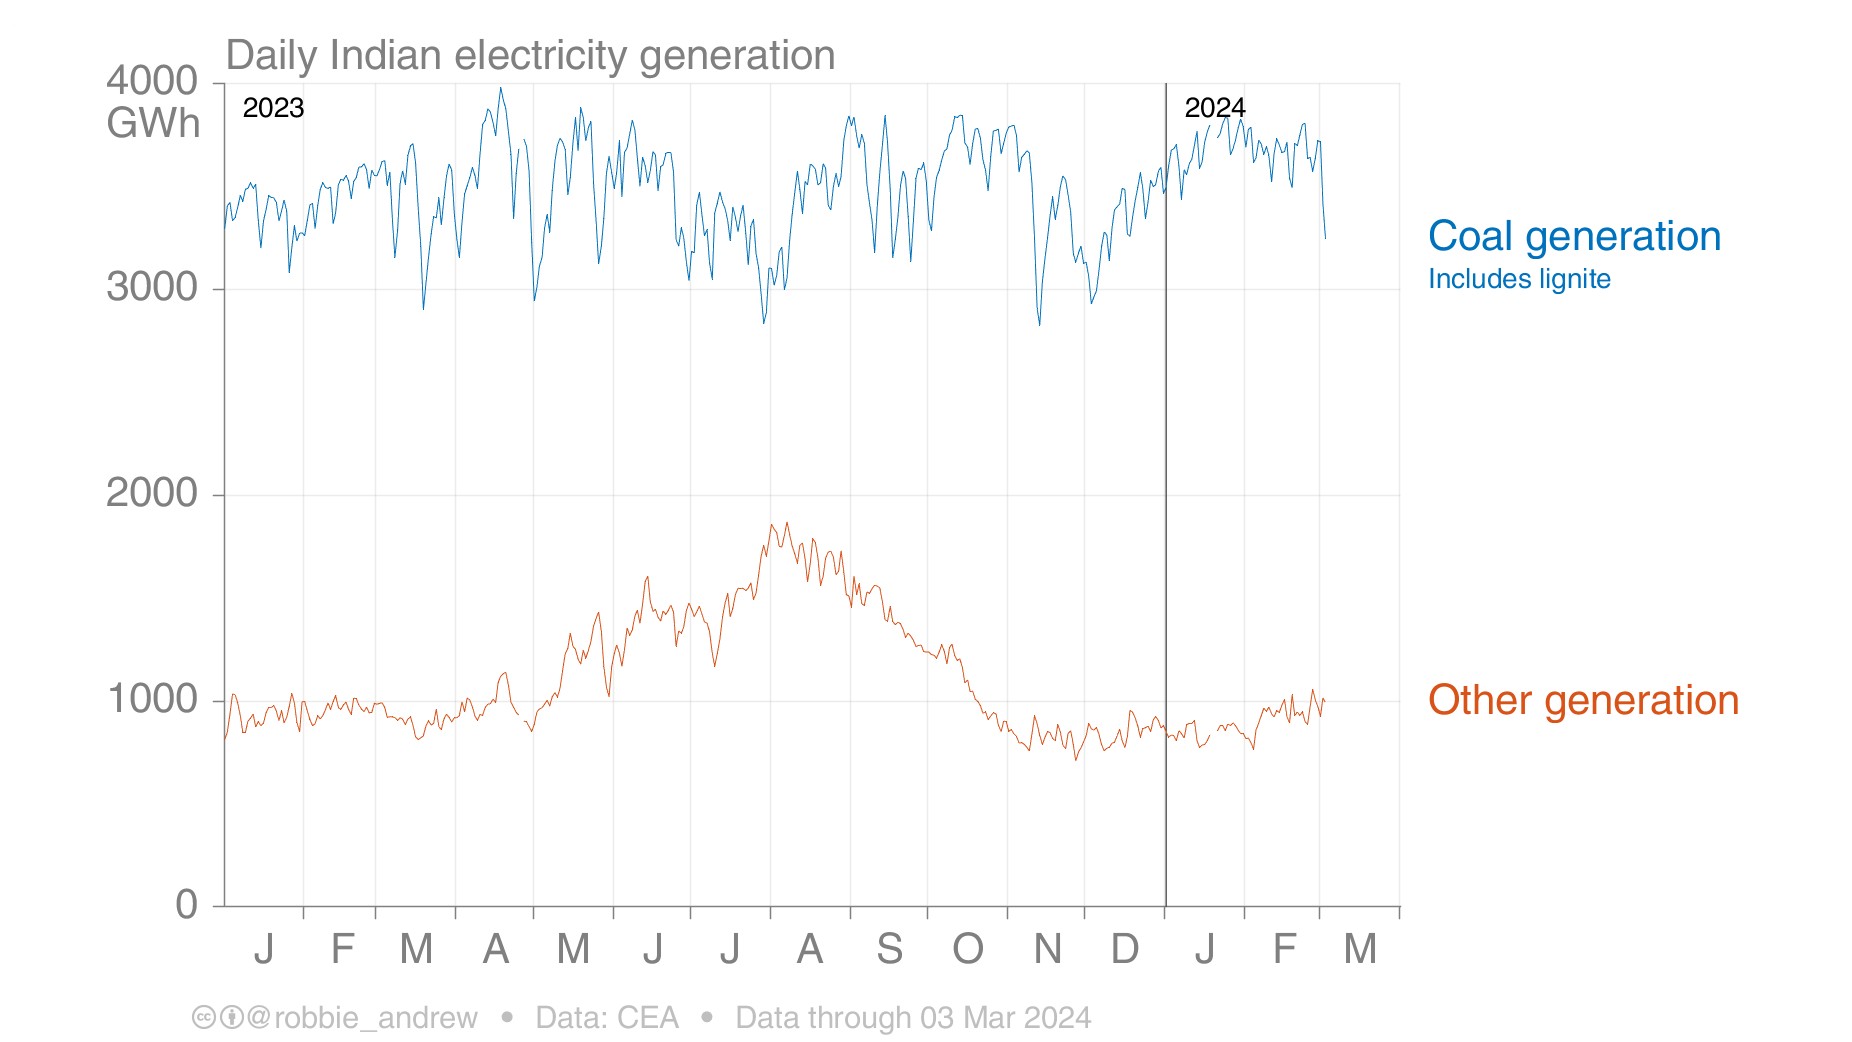 Daily Indian electricity generation
4000
GWh
2023
2024
Coal generation
Includes lignite
3000
2000
1000
Other generation
0
J F M A M J J A S O N D J F M
cc @robbie_andrew • Data: CEA • Data through 03 Mar 2024